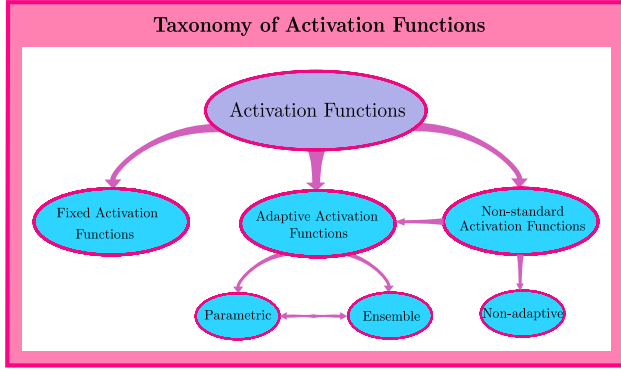 Taxonomy of Activation Functions
Activation Functions
Fixed Activation
Functions
Adaptive Activation
Functions
Non-standard
Activation Functions
Parametric
Ensemble
Non-adaptive